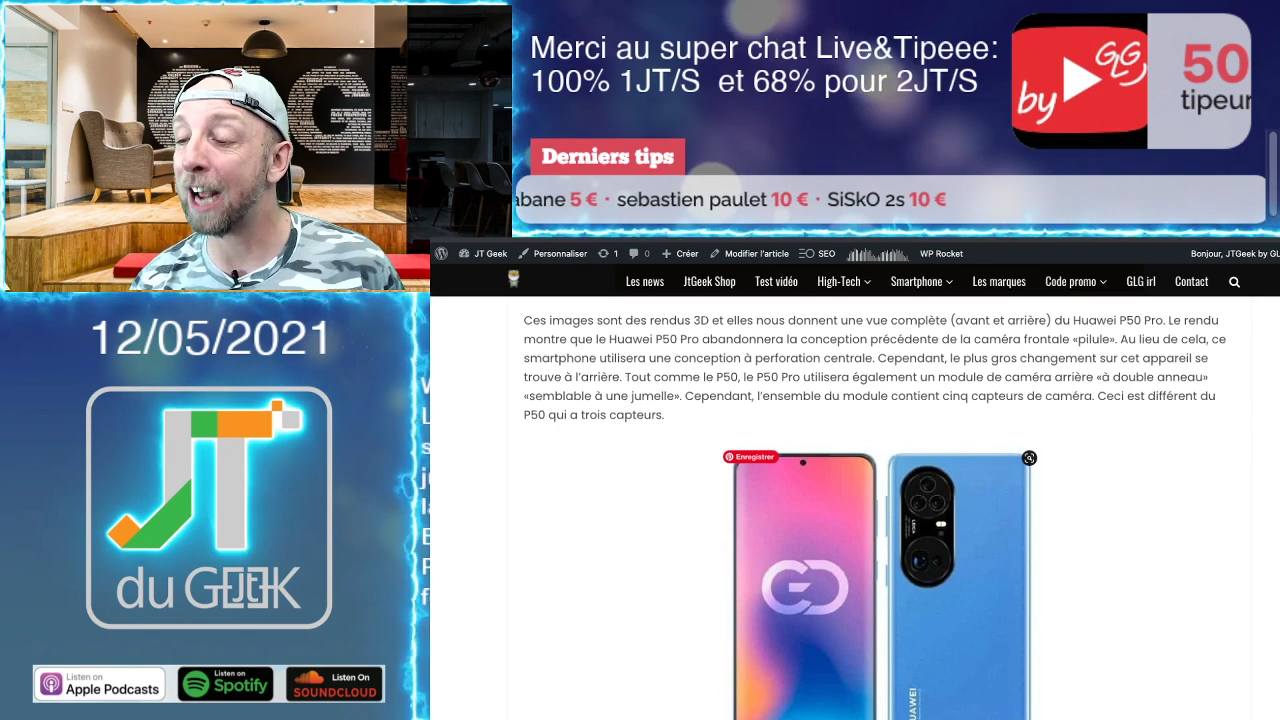 Merci au super chat Live&Tipeee:
100% 1JT/S et 68% pour 2JT/S
by GLG
50
tipeur
Derniers tips
abane 5 € · sebastien paulet 10 € · SiSkO 2s 10 €
JT Geek Personnaliser 1 0 Créer Modifier l'article SEO WP Rocket Bonjour, JTGeek by GL
Les news JtGeek Shop Test vidéo High-Tech Smartphone Les marques Code promo GLG irl Contact
Ces images sont des rendus 3D et elles nous donnent une vue complète (avant et arrière) du Huawei P50 Pro. Le rendu
montre que le Huawei P50 Pro abandonnera la conception précédente de la caméra frontale «pilule». Au lieu de cela, ce
smartphone utilisera une conception à perforation centrale. Cependant, le plus gros changement sur cet appareil se
trouve à l'arrière. Tout comme le P50, le P50 Pro utilisera également un module de caméra arrière «à double anneau»
«semblable à une jumelle». Cependant, l'ensemble du module contient cinq capteurs de caméra. Ceci est différent du
P50 qui a trois capteurs.
Enregistrer
LEICA
HUAWEI
12/05/2021
JT
du GEEK
Jt
Listen on
Apple Podcasts
Listen on
Spotify
Listen On
SOUNDCLOUD